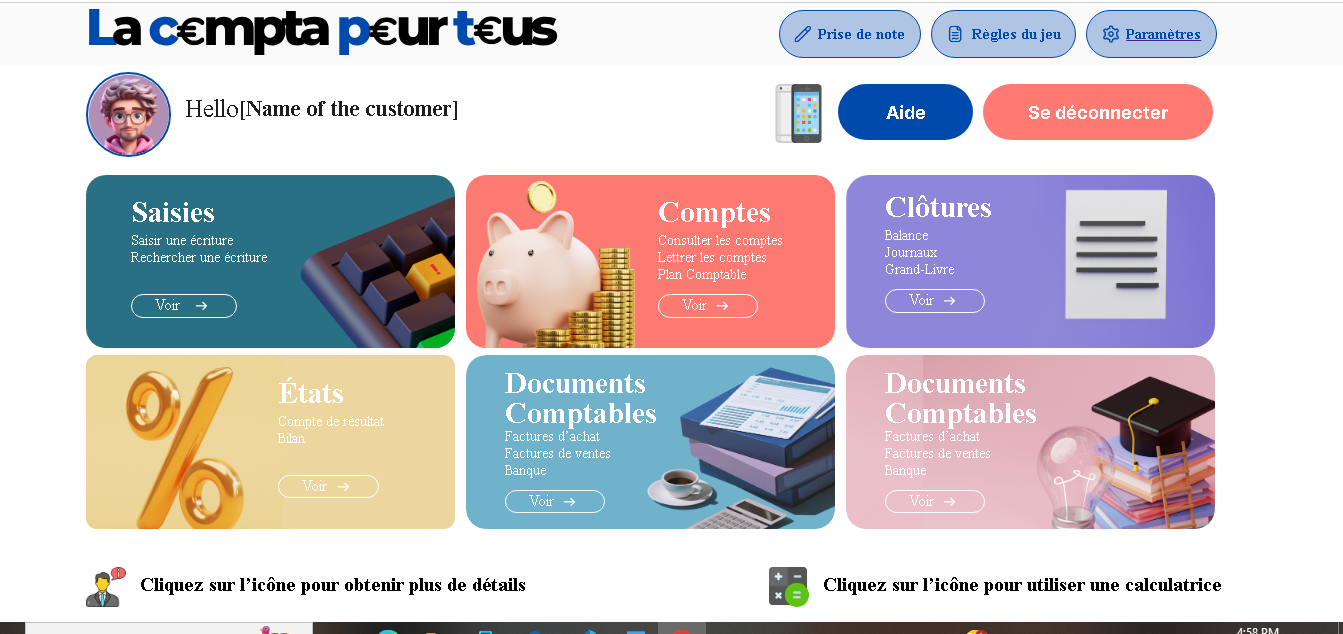 La c€mpta p€ur t€us
Prise de note
Règles du jeu
Paramètres
Hello[Name of the customer]
Aide
Se déconnecter
Saisies
Saisir une écriture
Rechercher une écriture
Voir →
Comptes
Consulter les comptes
Lettrer les comptes
Plan Comptable
Voir →
Clôtures
Balance
Journaux
Grand-Livre
Voir →
États
Compte de résultat
Bilan
Voir →
Documents
Comptables
Factures d’achat
Factures de ventes
Banque
Voir →
Documents
Comptables
Factures d’achat
Factures de ventes
Banque
Voir →
Cliquez sur l’icône pour obtenir plus de détails
Cliquez sur l’icône pour utiliser une calculatrice
4:58 PM